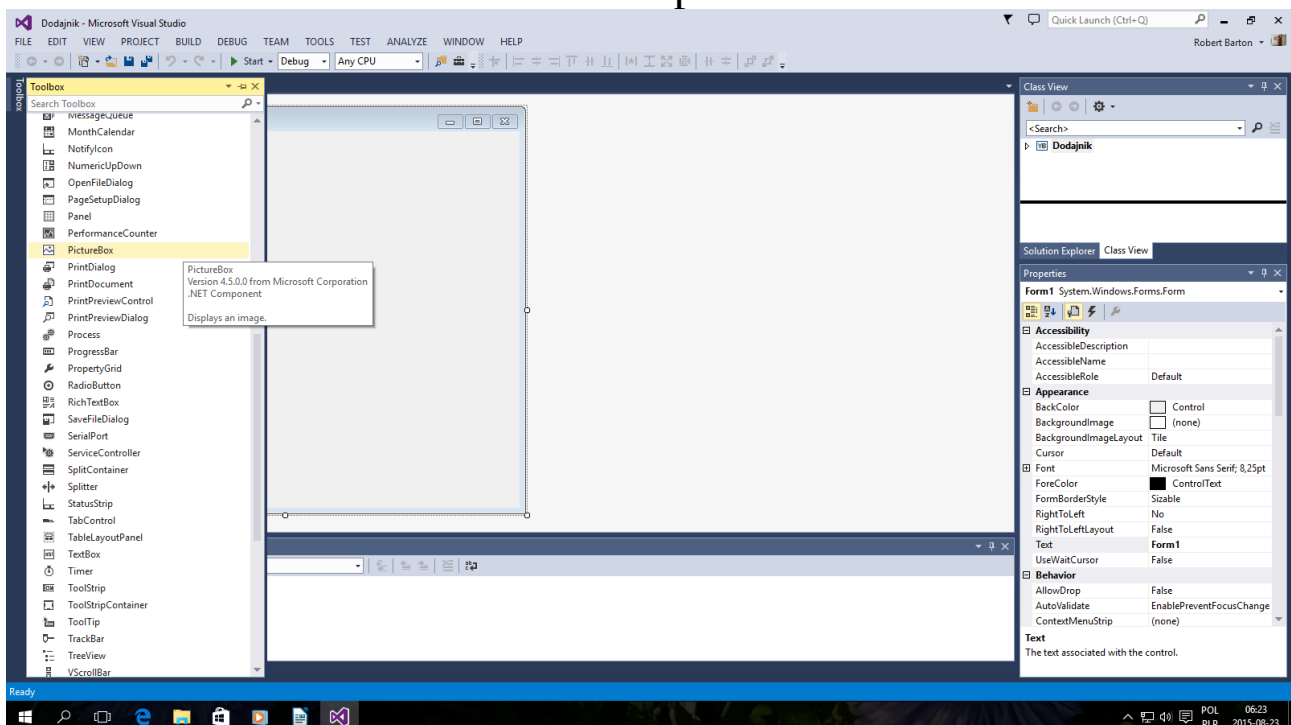 Dodajnik - Microsoft Visual Studio
Quick Launch (Ctrl+Q)
FILE EDIT VIEW PROJECT BUILD DEBUG TEAM TOOLS TEST ANALYZE WINDOW HELP
Robert Barton
Start Debug Any CPU
Toolbox
Toolbox
Search Toolbox
MessageQueue
MonthCalendar
NotifyIcon
NumericUpDown
OpenFileDialog
PageSetupDialog
Panel
PerformanceCounter
PictureBox
PrintDialog
PrintDocument
PrintPreviewControl
PrintPreviewDialog
Process
ProgressBar
PropertyGrid
RadioButton
RichTextBox
SaveFileDialog
SerialPort
ServiceController
SplitContainer
Splitter
StatusStrip
TabControl
TableLayoutPanel
TextBox
Timer
ToolStrip
ToolStripContainer
ToolTip
TrackBar
TreeView
VScrollBar
PictureBox
Version 4.5.0.0 from Microsoft Corporation
.NET Component
Displays an image.
Class View
<Search>
VB Dodajnik
Solution Explorer Class View
Properties
Form1 System.Windows.Forms.Form
Accessibility
AccessibleDescription
AccessibleName
AccessibleRole Default
Appearance
BackColor Control
BackgroundImage (none)
BackgroundImageLayout Tile
Cursor Default
Font Microsoft Sans Serif; 8,25pt
ForeColor ControlText
FormBorderStyle Sizable
RightToLeft No
RightToLeftLayout False
Text Form1
UseWaitCursor False
Behavior
AllowDrop False
AutoValidate EnablePreventFocusChange
ContextMenuStrip (none)
Text
The text associated with the control.
Ready
POL 06:23
PLP 2015-08-23